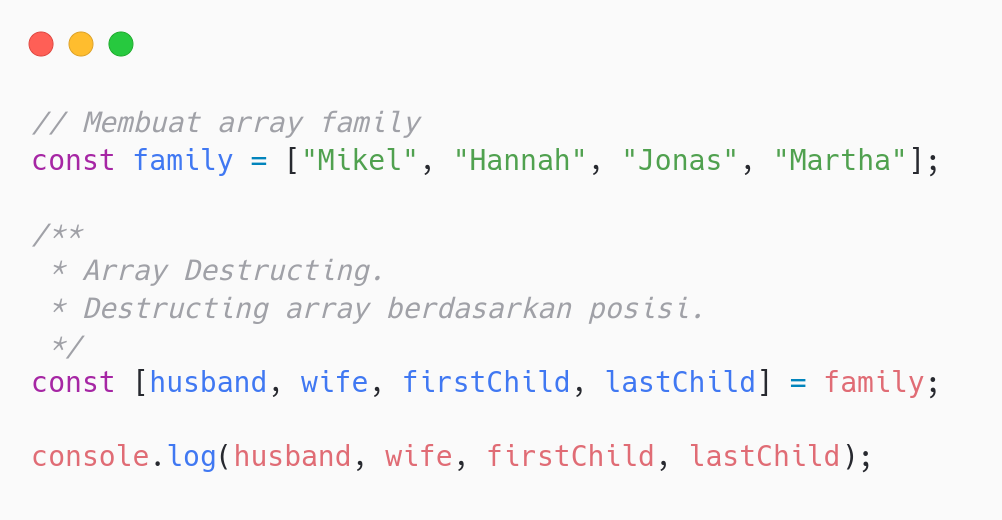 // Membuat array family
const family = ["Mikel", "Hannah", "Jonas", "Martha"];
/**
 * Array Destructing.
 * Destructing array berdasarkan posisi.
 */
const [husband, wife, firstChild, lastChild] = family;
console.log(husband, wife, firstChild, lastChild);